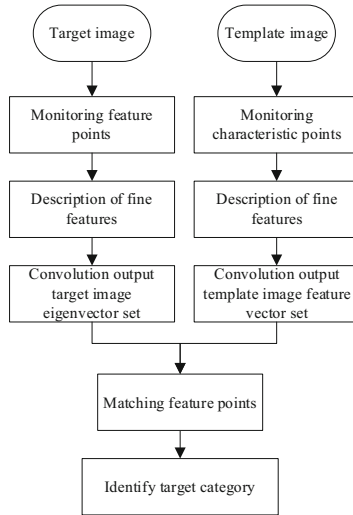 Target image
Template image
Monitoring feature
points
Monitoring
characteristic points
Description of fine
features
Description of fine
features
Convolution output
target image
eigenvector set
Convolution output
template image feature
vector set
Matching feature points
Identify target category